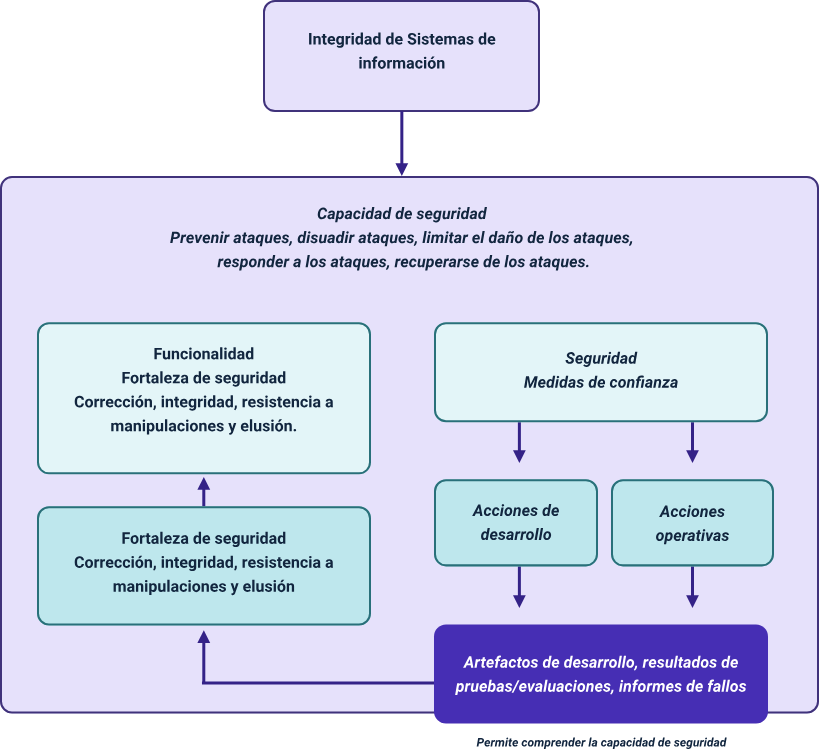 Integridad de Sistemas de
información
Capacidad de seguridad
Prevenir ataques, disuadir ataques, limitar el daño de los ataques,
responder a los ataques, recuperarse de los ataques.
Funcionalidad
Fortaleza de seguridad
Corrección, integridad, resistencia a
manipulaciones y elusión.
Seguridad
Medidas de confianza
Fortaleza de seguridad
Corrección, integridad, resistencia a
manipulaciones y elusión
Acciones de
desarrollo
Acciones
operativas
Artefactos de desarrollo, resultados de
pruebas/evaluaciones, informes de fallos
Permite comprender la capacidad de seguridad